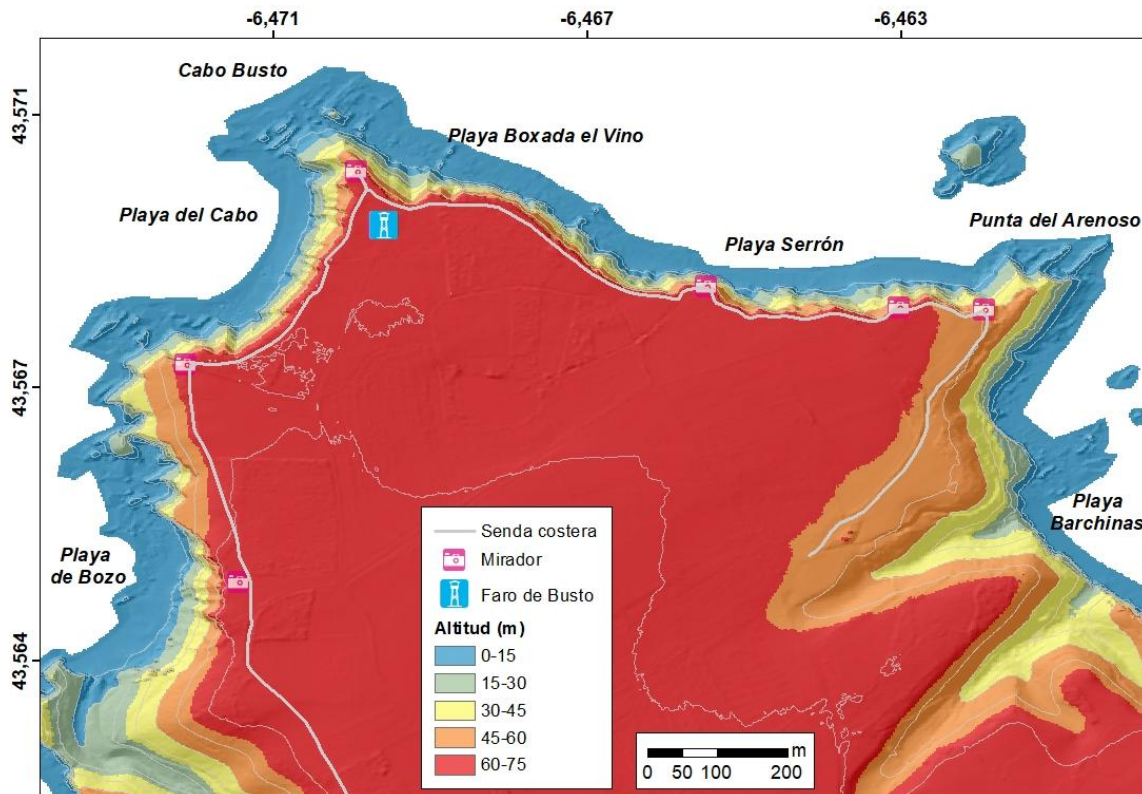 -6,471
-6,467
-6,463
43,571
43,567
43,564
Cabo Busto
Playa Boxada el Vino
Playa del Cabo
Punta del Arenoso
Playa Serrón
Playa
Barchinas
Playa
de Bozo
Senda costera
Mirador
Faro de Busto
Altitud (m)
0-15
15-30
30-45
45-60
60-75
m
0 50 100 200